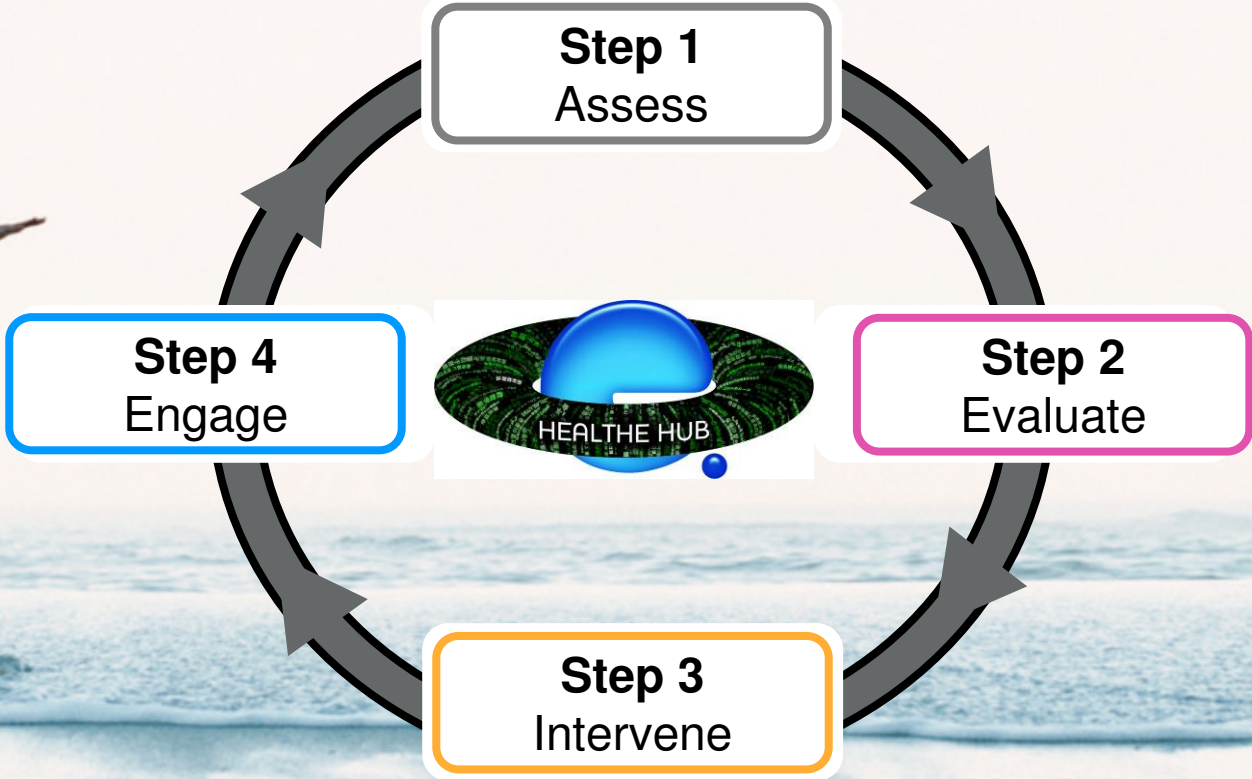 Step 1
Assess
Step 4
Engage
HEALTHE HUB
Step 2
Evaluate
Step 3
Intervene